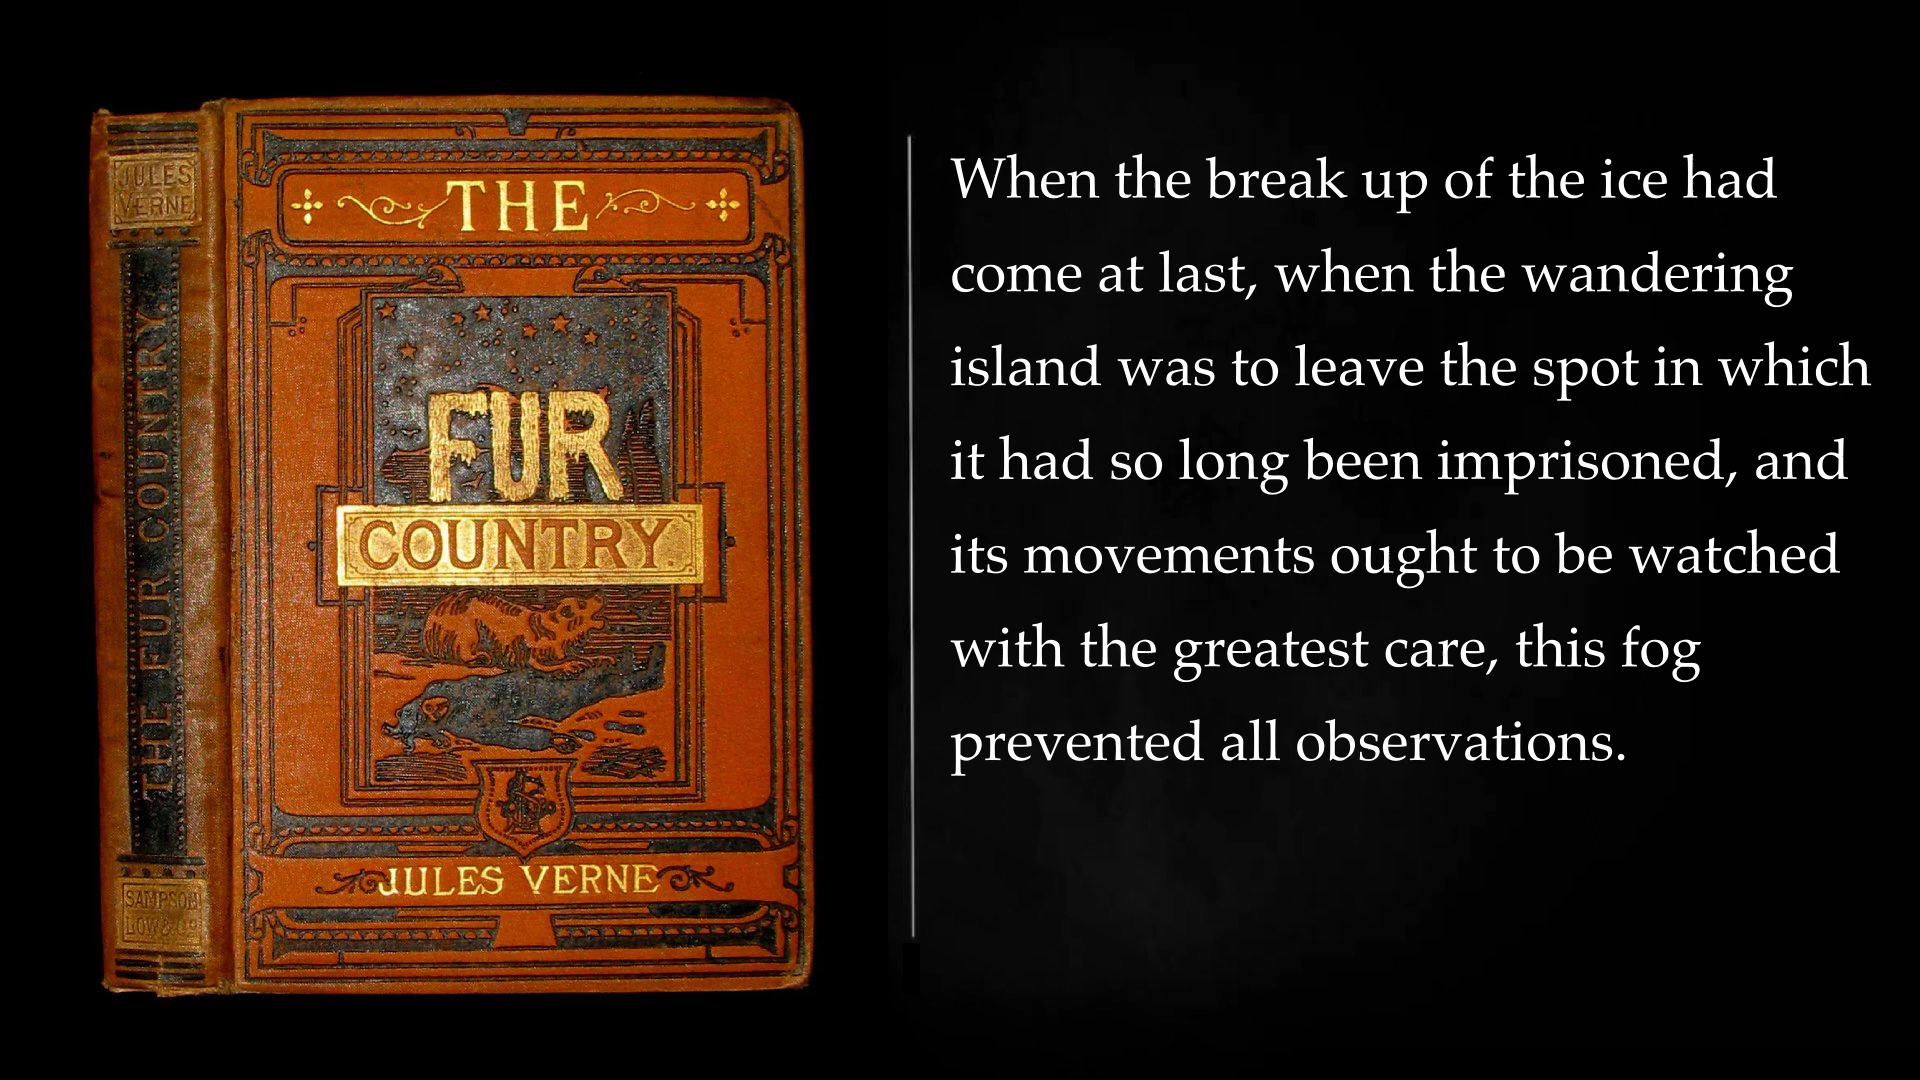 JULES
VERNE
THE FUR COUNTRY.
SAMPSON
LOW & Co
THE
FUR
COUNTRY.
JULES VERNE
When the break up of the ice had
come at last, when the wandering
island was to leave the spot in which
it had so long been imprisoned, and
its movements ought to be watched
with the greatest care, this fog
prevented all observations.